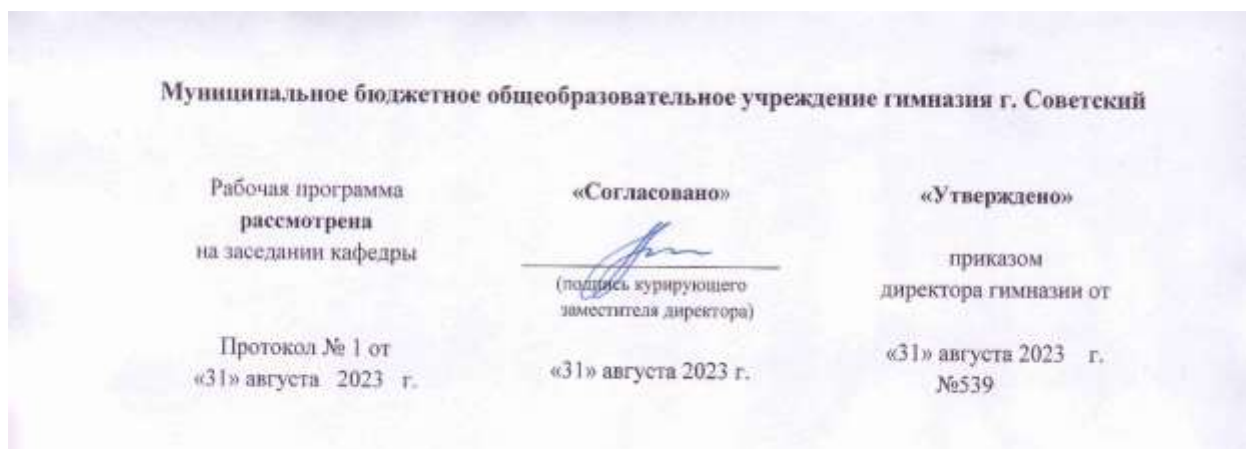 Муниципальное бюджетное общеобразовательное учреждение гимназия г. Советский
Рабочая программа
рассмотрена
на заседании кафедры
Протокол № 1 от
«31» августа 2023 г.
«Согласовано»
(подпись курирующего
заместителя директора)
«31» августа 2023 г.
«Утверждено»
приказом
директора гимназии от
«31» августа 2023 г.
№539